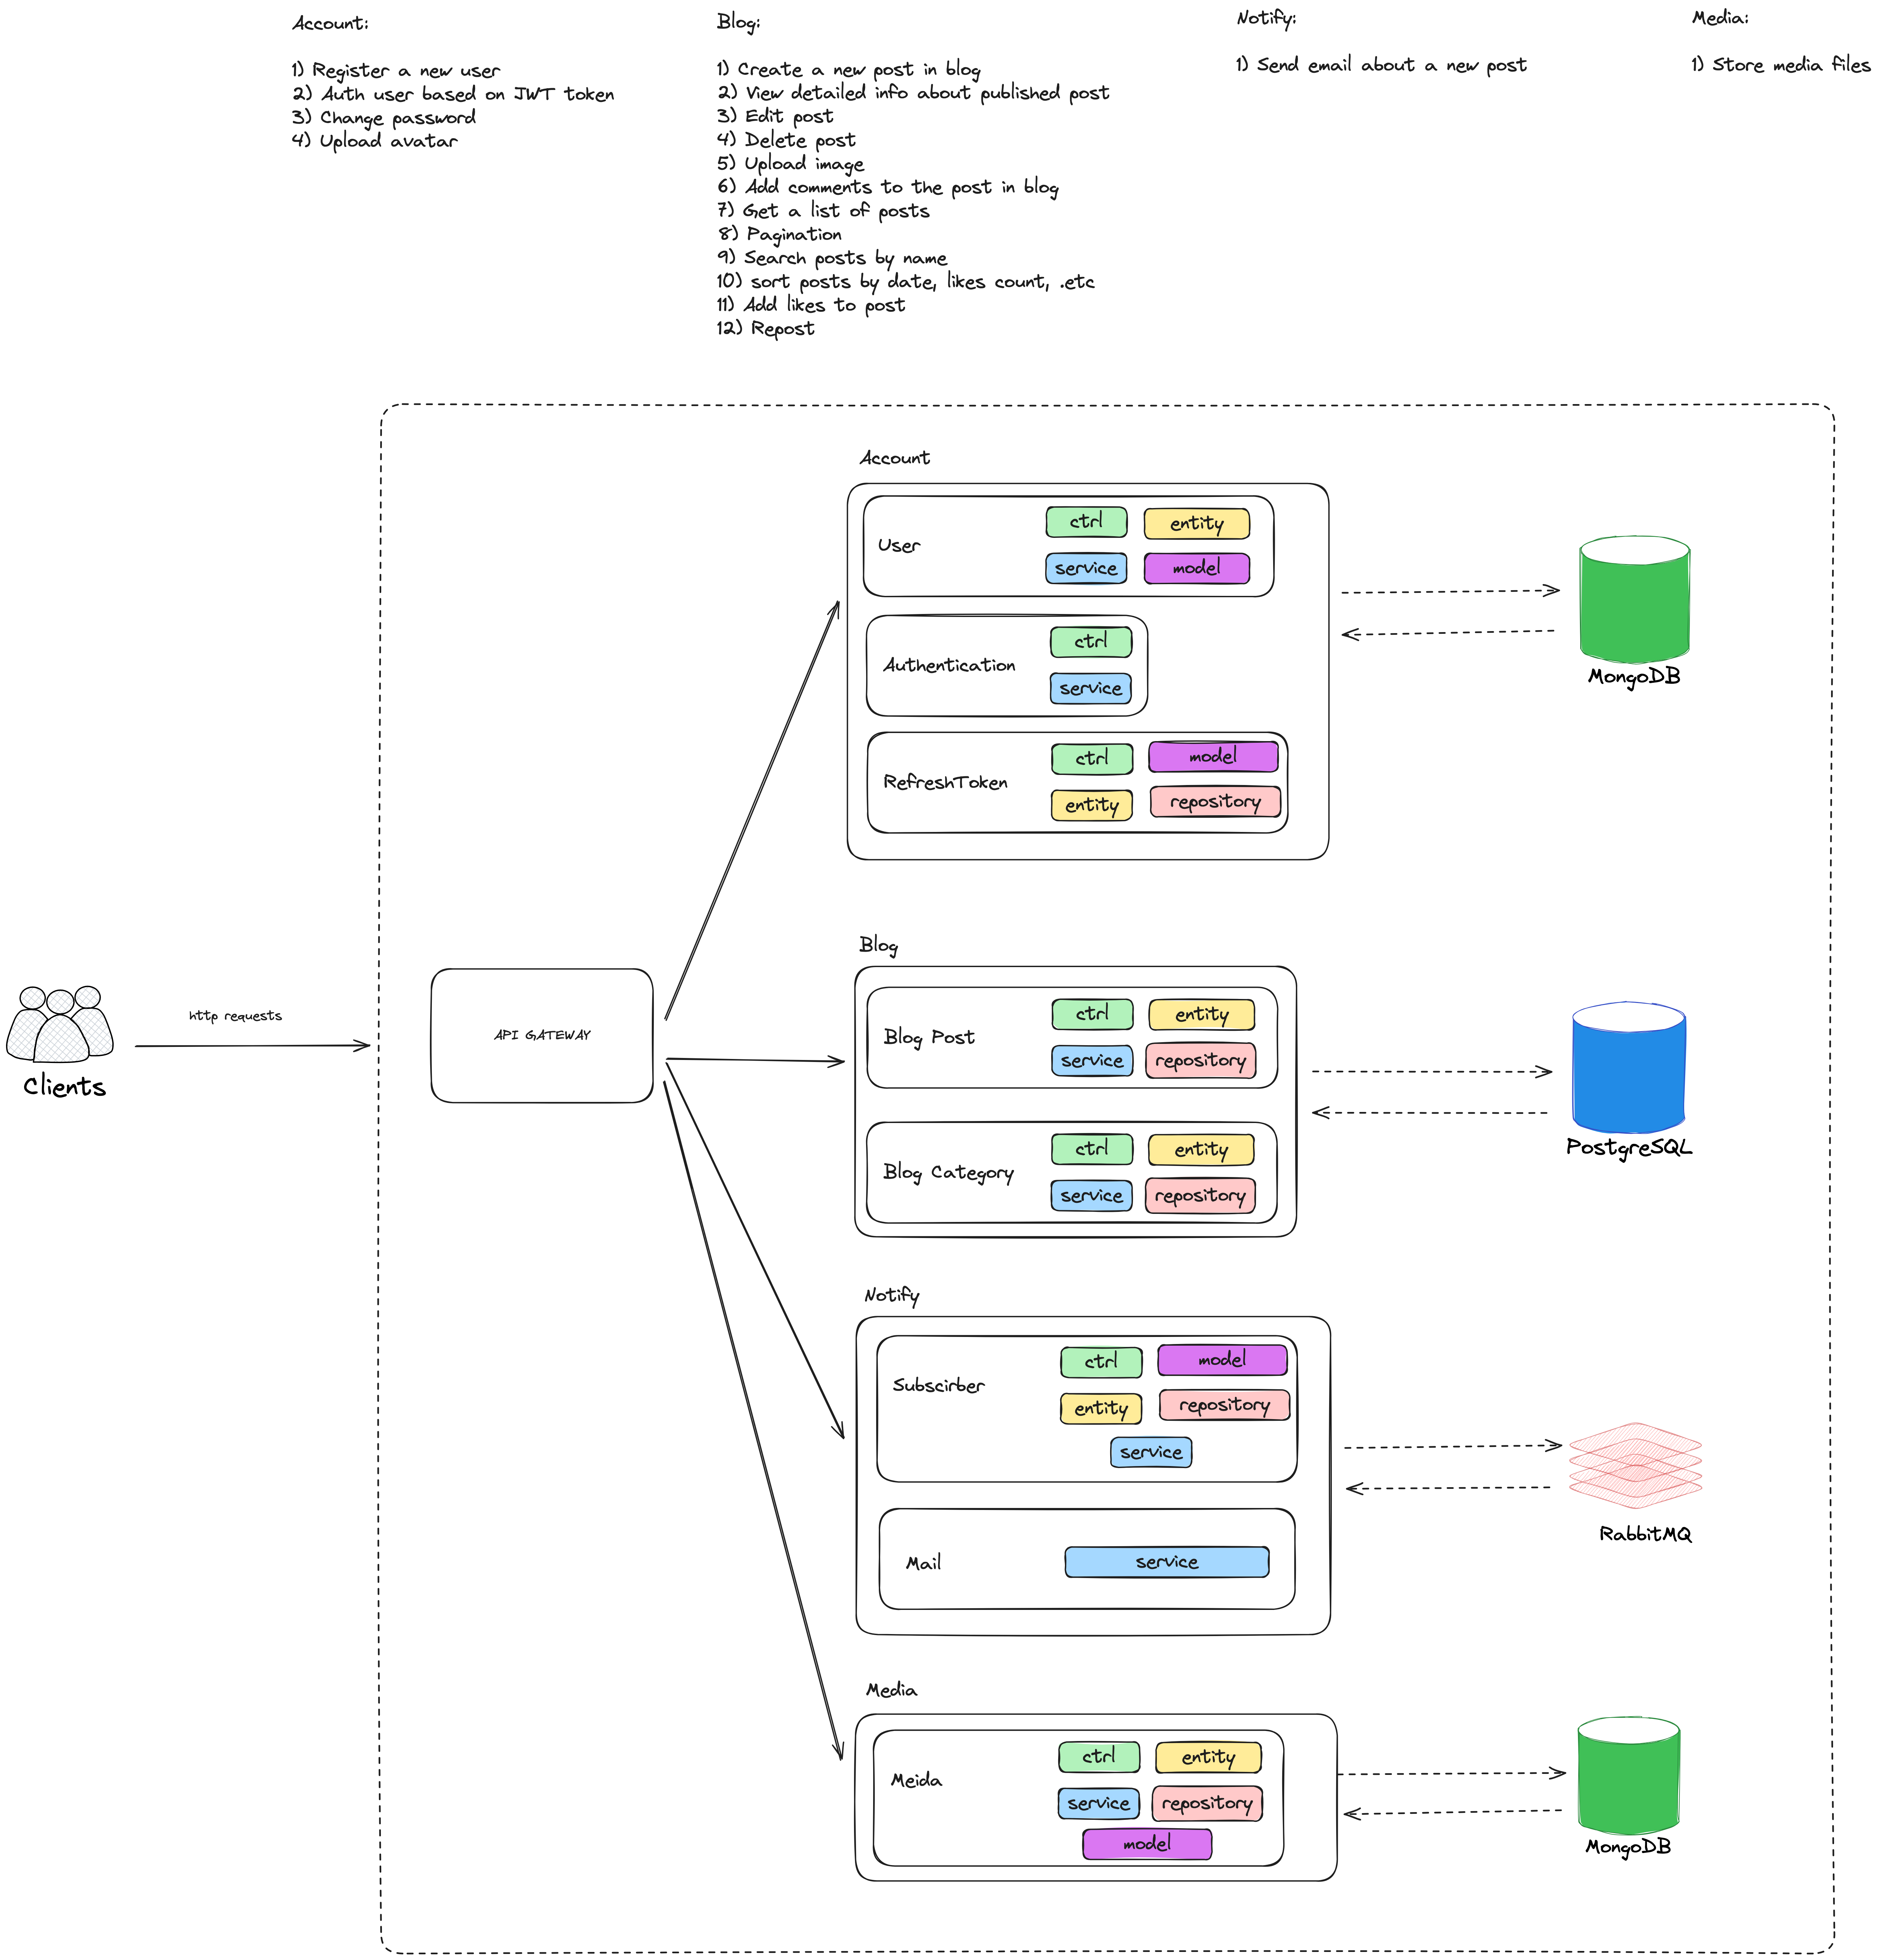 Account:
1) Register a new user
2) Auth user based on JWT token
3) Change password
4) Upload avatar
Blog:
1) Create a new post in blog
2) View detailed info about published post
3) Edit post
4) Delete post
5) Upload image
6) Add comments to the post in blog
7) Get a list of posts
8) Pagination
9) Search posts by name
10) sort posts by date, likes count, .etc
11) Add likes to post
12) Repost
Notify:
1) Send email about a new post
Media:
1) Store media files
Clients
http requests
API GATEWAY
Account
User
ctrl
entity
service
model
Authentication
ctrl
service
RefreshToken
ctrl
model
entity
repository
MongoDB
Blog
Blog Post
ctrl
entity
service
repository
Blog Category
ctrl
entity
service
repository
PostgreSQL
Notify
Subscirber
ctrl
model
entity
repository
service
Mail
service
RabbitMQ
Media
Meida
ctrl
entity
service
repository
model
MongoDB